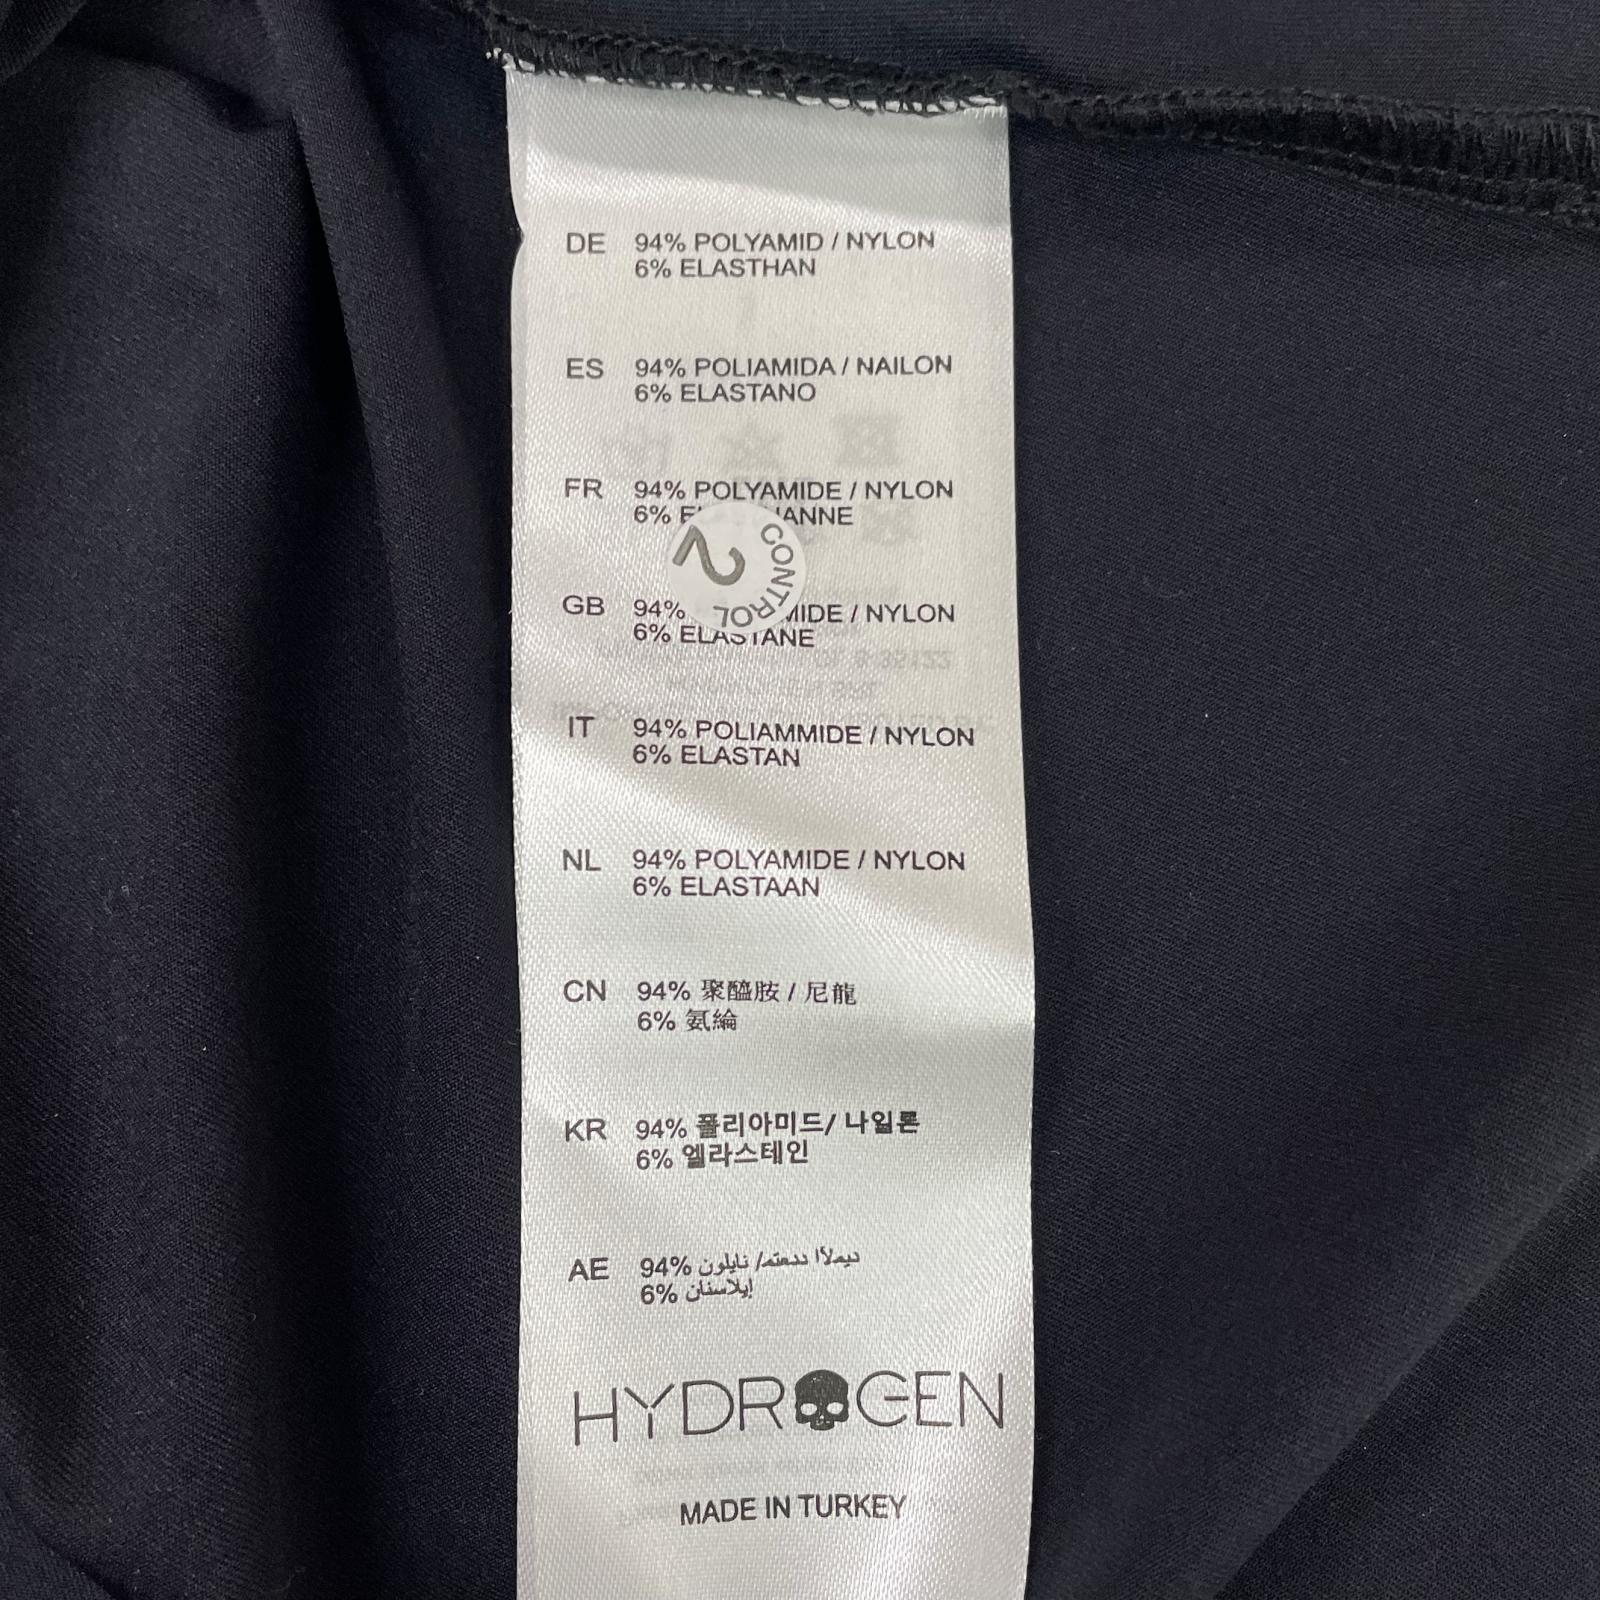 DE 94% POLYAMID / NYLON
6% ELASTHAN
ES 94% POLIAMIDA / NAILON
6% ELASTANO
FR 94% POLYAMIDE / NYLON
6%
CONTROL
2
GB 94% / NYLON
6% ELASTANE
IT 94% POLIAMMIDE / NYLON
6% ELASTAN
NL 94% POLYAMIDE / NYLON
6% ELASTAAN
CN 94% 聚醯胺 / 尼龍
6% 氨綸
KR 94% 폴리아미드/ 나일론
6% 엘라스테인
AE 94% نايلون
6%
HYDROGEN
MADE IN TURKEY